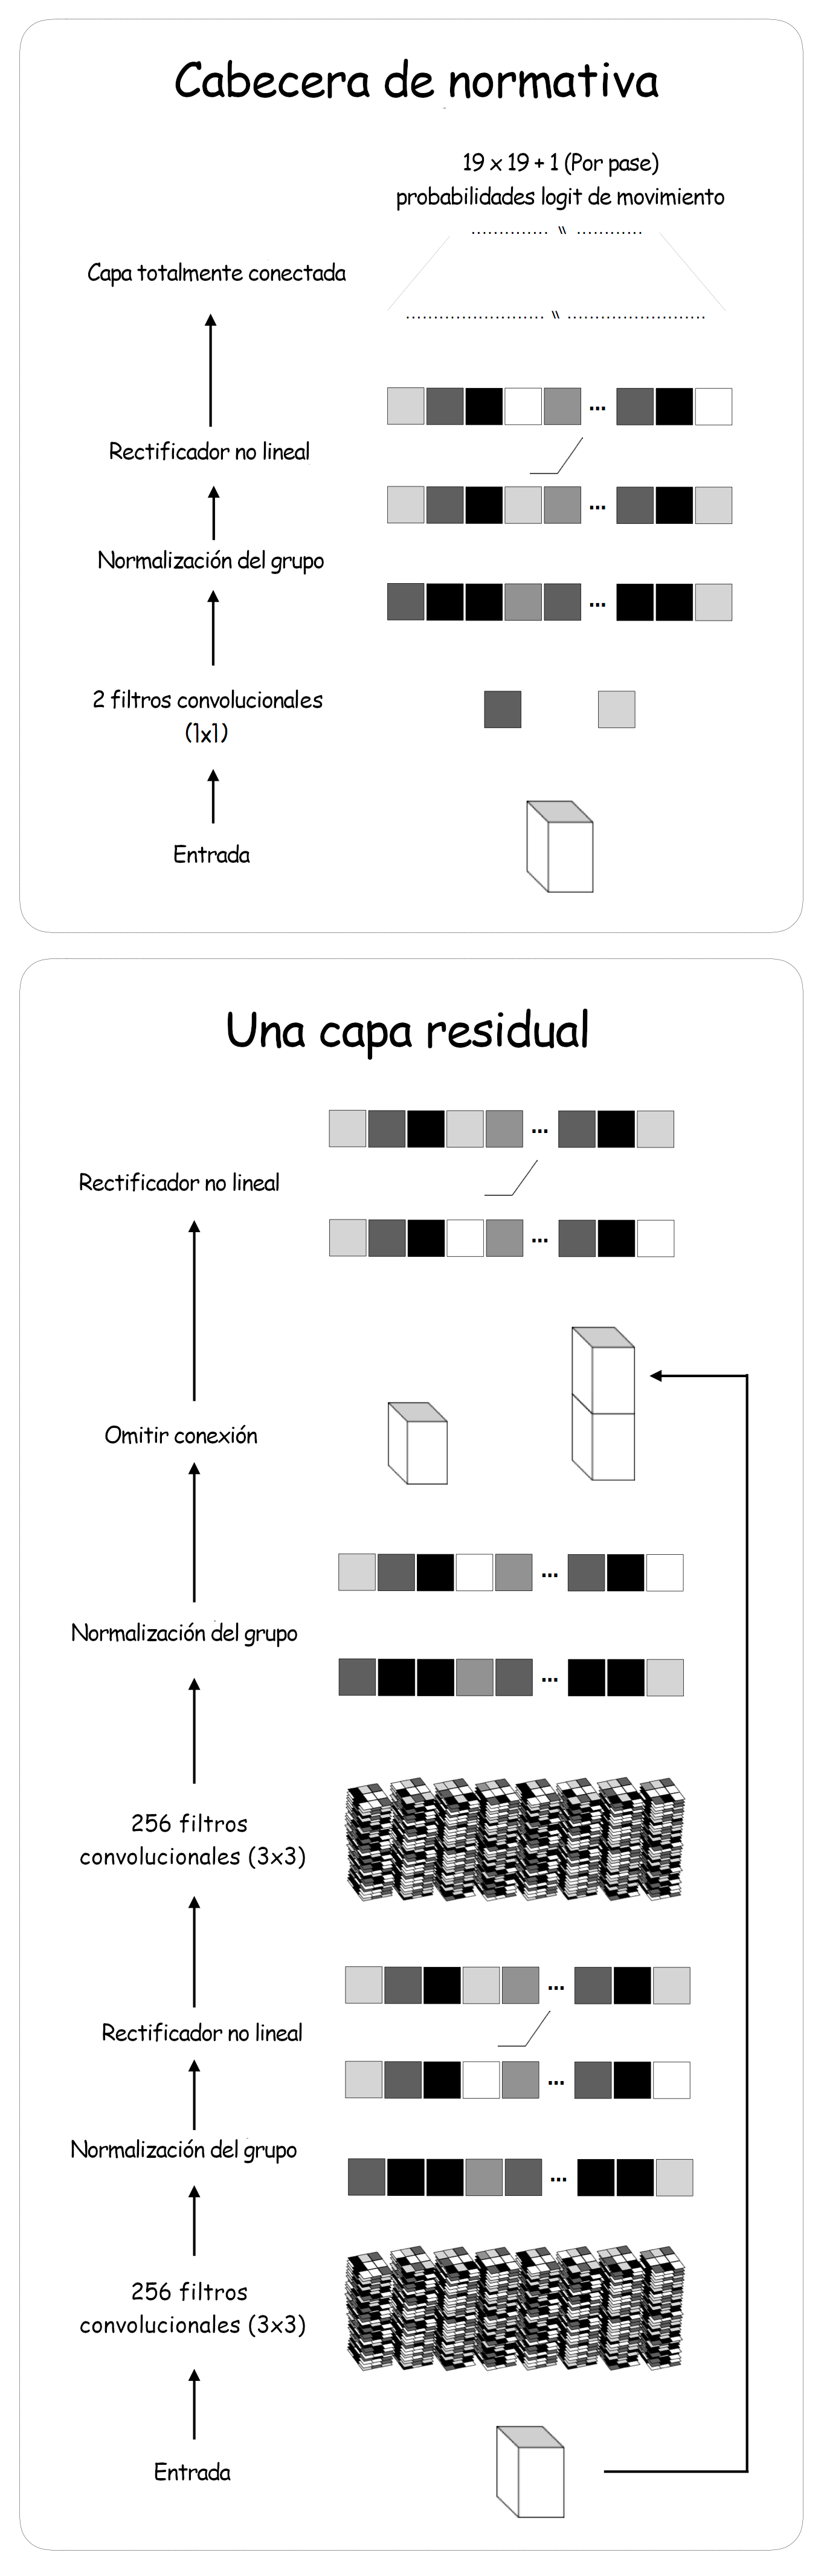 Cabecera de normativa
19 x 19 + 1 (Por pase)
probabilidades logit de movimiento
Capa totalmente conectada
Rectificador no lineal
Normalización del grupo
2 filtros convolucionales
(1x1)
Entrada
Una capa residual
Rectificador no lineal
Omitir conexión
Normalización del grupo
256 filtros
convolucionales (3x3)
Rectificador no lineal
Normalización del grupo
256 filtros
convolucionales (3x3)
Entrada